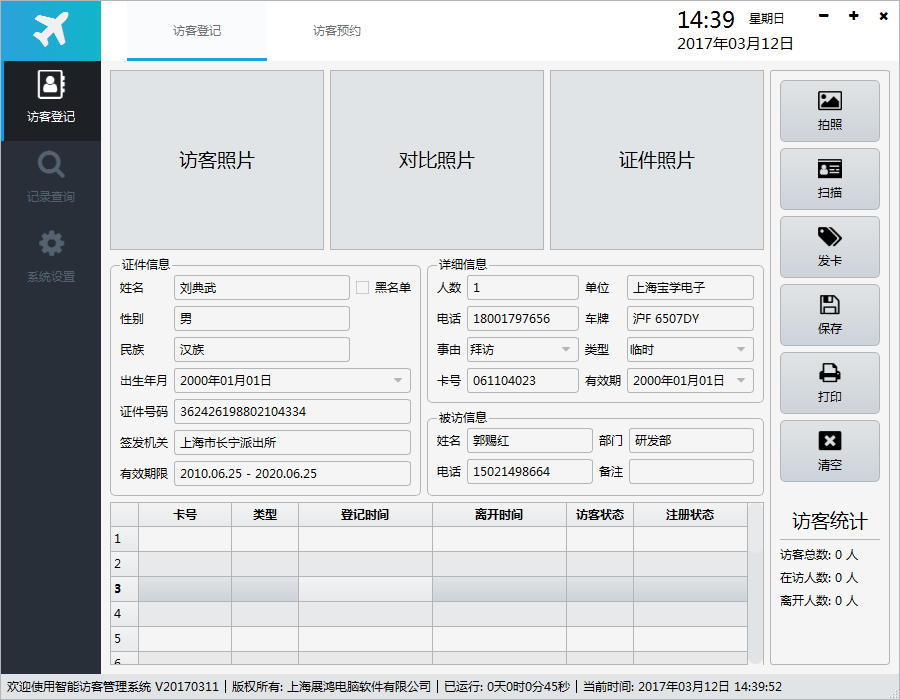 访客登记 访客预约 14:39 星期日
2017年03月12日
访客登记
记录查询
系统设置
访客照片 对比照片 证件照片
拍照
扫描
发卡
保存
打印
清空
证件信息
姓名 刘典武 黑名单
性别 男
民族 汉族
出生年月 2000年01月01日
证件号码 362426198802104334
签发机关 上海市长宁派出所
有效期限 2010.06.25 - 2020.06.25
详细信息
人数 1 单位 上海宝学电子
电话 18001797656 车牌 沪F 6507DY
事由 拜访 类型 临时
卡号 061104023 有效期 2000年01月01日
被访信息
姓名 郭赐红 部门 研发部
电话 15021498664 备注
卡号 类型 登记时间 离开时间 访客状态 注册状态
1
2
3
4
5
6
访客统计
访客总数: 0 人
在访人数: 0 人
离开人数: 0 人
欢迎使用智能访客管理系统 V20170311 | 版权所有: 上海展鸿电脑软件有限公司 | 已运行: 0天0时0分45秒 | 当前时间: 2017年03月12日 14:39:52